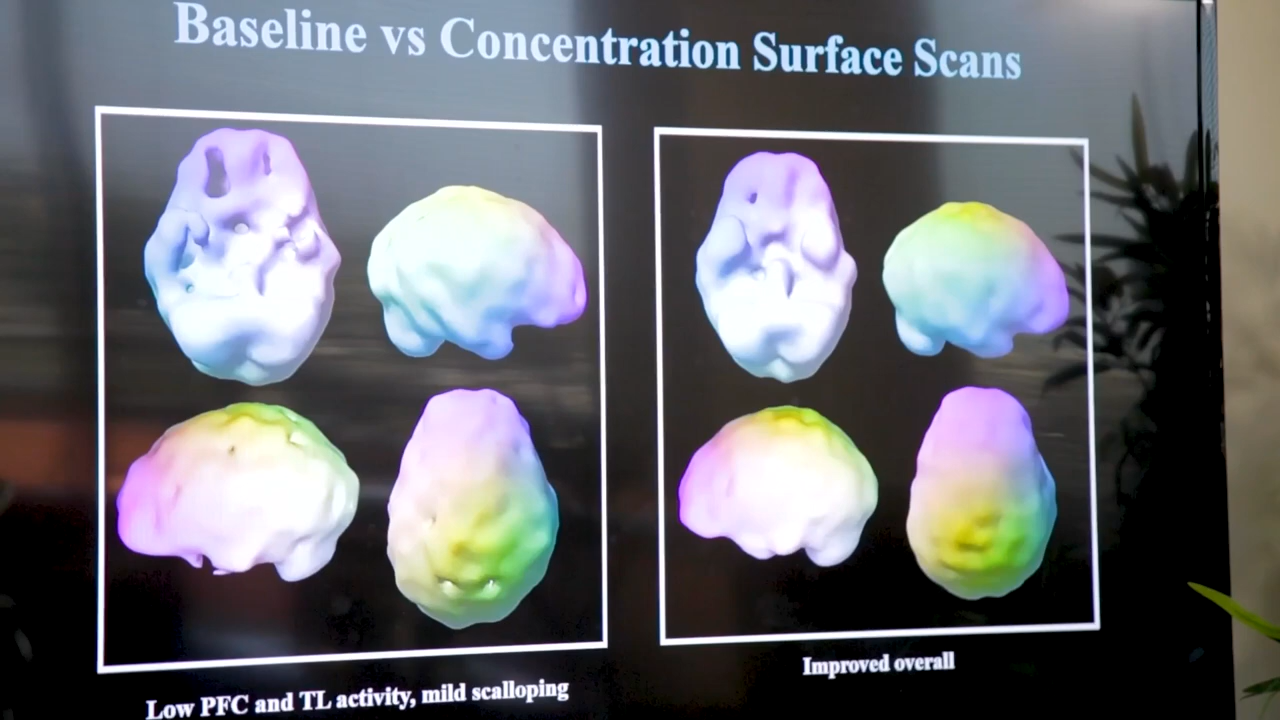 Baseline vs Concentration Surface Scans
Low PFC and TL activity, mild scalloping
Improved overall